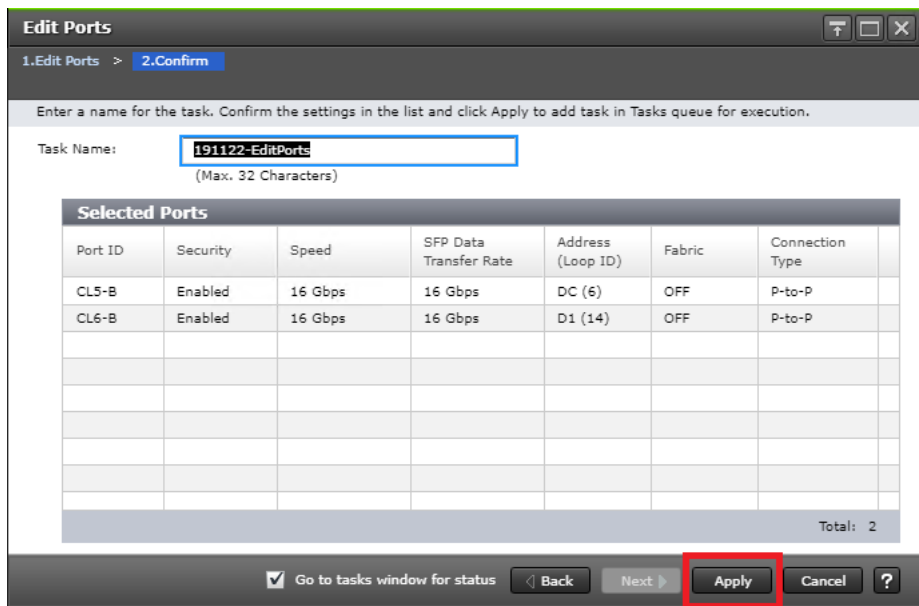 Edit Ports
1.Edit Ports > 2.Confirm
Enter a name for the task. Confirm the settings in the list and click Apply to add task in Tasks queue for execution.
Task Name: 191122-EditPorts
(Max. 32 Characters)
Selected Ports
Port ID Security Speed SFP Data Transfer Rate Address (Loop ID) Fabric Connection Type
CL5-B Enabled 16 Gbps 16 Gbps DC (6) OFF P-to-P
CL6-B Enabled 16 Gbps 16 Gbps D1 (14) OFF P-to-P
Total: 2
Go to tasks window for status Back Next Apply Cancel ?